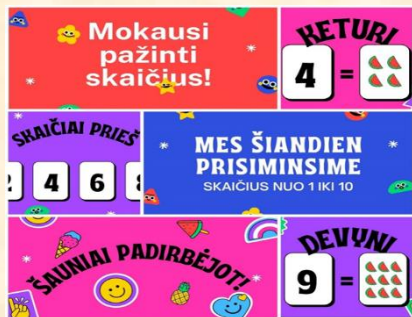 Mokausi
pažinti
skaičius!
KETURI
4 =
SKAIČIAI PRIEŠ
2 4 6 8
MES ŠIANDIEN
PRISIMINSIME
SKAIČIUS NUO 1 IKI 10
ŠAUNIAI PADIRBĖJOT!
DEVYNI
9 =